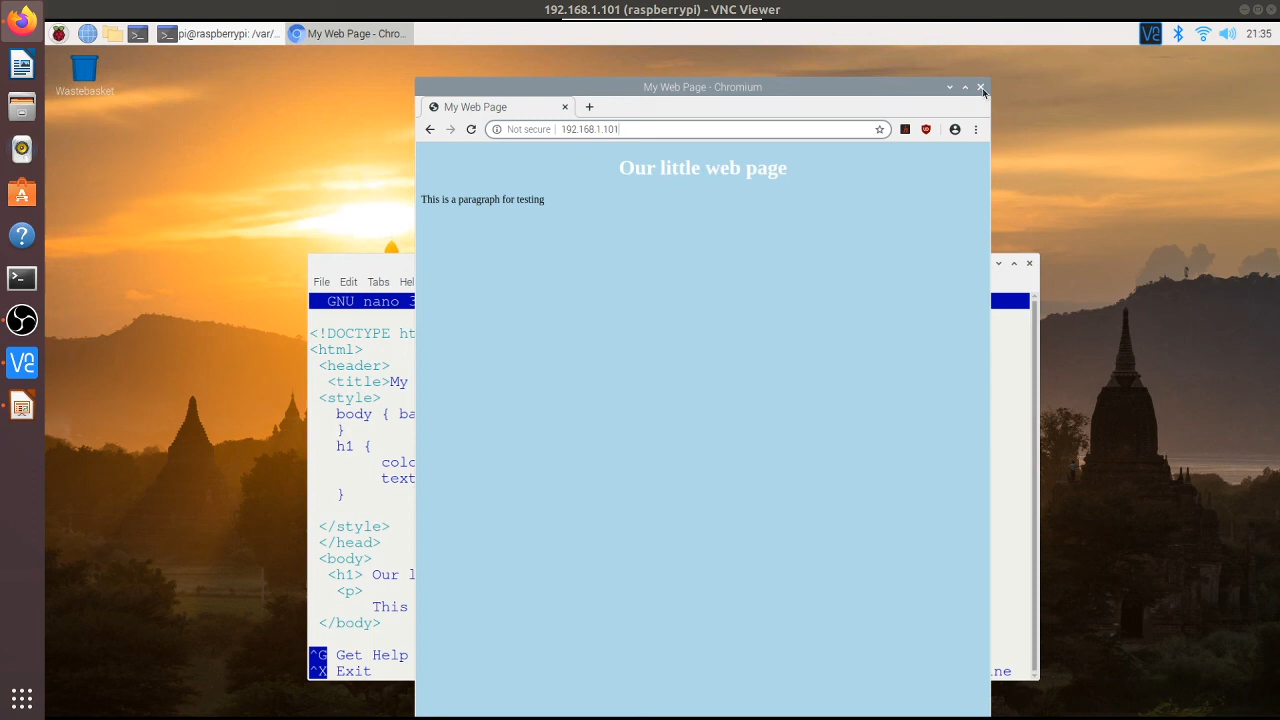 192.168.1.101 (raspberrypi) - VNC Viewer
pi@raspberrypi: /var/...
My Web Page - Chro...
21:35
Wastebasket
My Web Page - Chromium
My Web Page
Not secure
192.168.1.101
Our little web page
This is a paragraph for testing
File Edit Tabs Hel
GNU nano 3
<!DOCTYPE ht
<html>
<header>
<title>My
<style>
body { ba
}
h1 {
colo
text
}
</style>
</head>
<body>
<h1> Our l
<p>
This
</body>
^G Get Help
^X Exit
ne